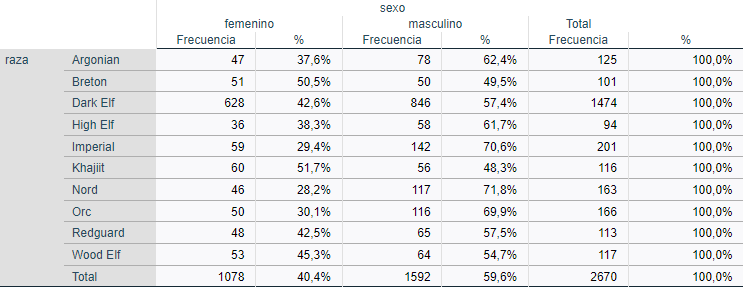 sexo
femenino masculino Total
Frecuencia % Frecuencia % Frecuencia %
raza Argonian 47 37,6% 78 62,4% 125 100,0%
Breton 51 50,5% 50 49,5% 101 100,0%
Dark Elf 628 42,6% 846 57,4% 1474 100,0%
High Elf 36 38,3% 58 61,7% 94 100,0%
Imperial 59 29,4% 142 70,6% 201 100,0%
Khajiit 60 51,7% 56 48,3% 116 100,0%
Nord 46 28,2% 117 71,8% 163 100,0%
Orc 50 30,1% 116 69,9% 166 100,0%
Redguard 48 42,5% 65 57,5% 113 100,0%
Wood Elf 53 45,3% 64 54,7% 117 100,0%
Total 1078 40,4% 1592 59,6% 2670 100,0%